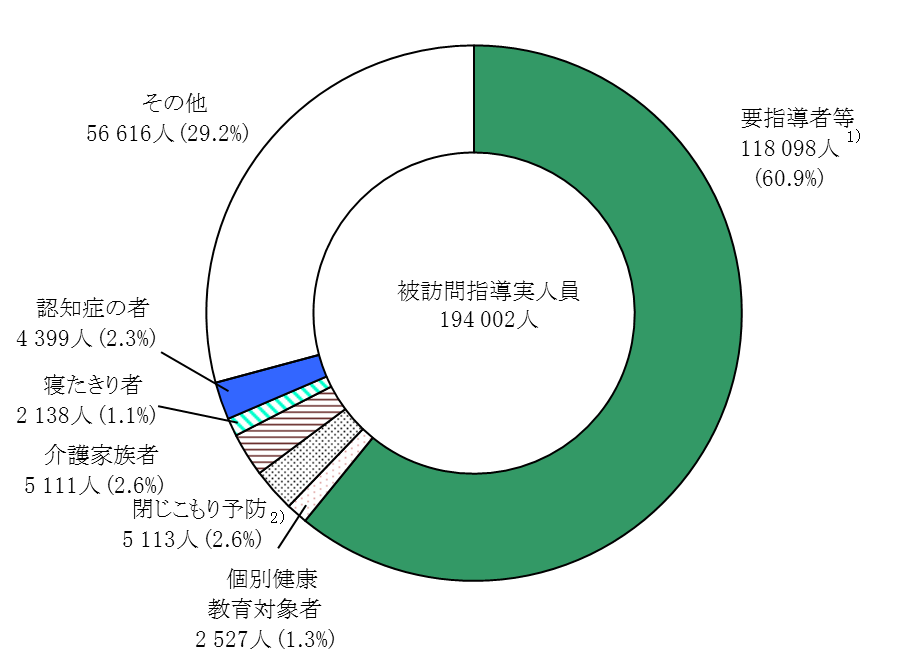 その他
56 616人(29.2%)
要指導者等1)
118 098人
(60.9%)
被訪問指導実人員
194 002人
認知症の者
4 399人(2.3%)
寝たきり者
2 138人(1.1%)
介護家族者
5 111人(2.6%)
閉じこもり予防2)
5 113人(2.6%)
個別健康
教育対象者
2 527人(1.3%)